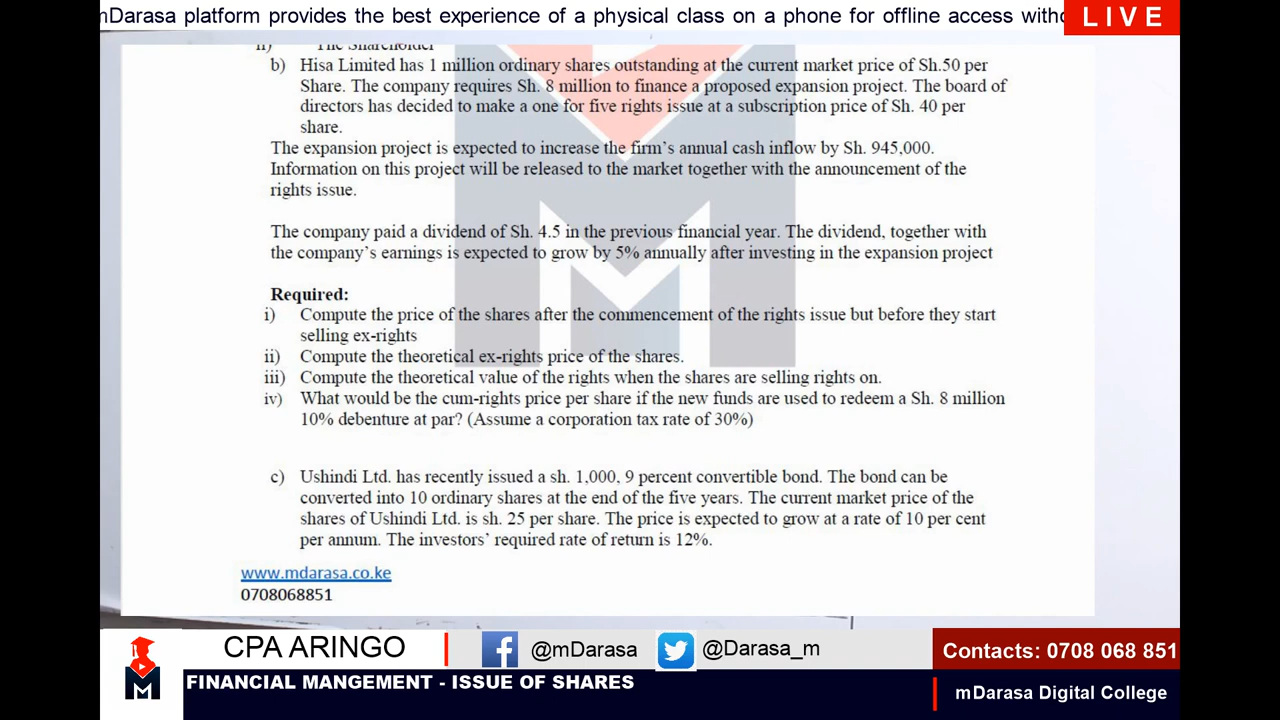 mDarasa platform provides the best experience of a physical class on a phone for offline access
LIVE
ii) The Shareholder
b) Hisa Limited has 1 million ordinary shares outstanding at the current market price of Sh.50 per
Share. The company requires Sh. 8 million to finance a proposed expansion project. The board of
directors has decided to make a one for five rights issue at a subscription price of Sh. 40 per
share.
The expansion project is expected to increase the firm's annual cash inflow by Sh. 945,000.
Information on this project will be released to the market together with the announcement of the
rights issue.
The company paid a dividend of Sh. 4.5 in the previous financial year. The dividend, together with
the company's earnings is expected to grow by 5% annually after investing in the expansion project
Required:
i) Compute the price of the shares after the commencement of the rights issue but before they start
selling ex-rights
ii) Compute the theoretical ex-rights price of the shares.
iii) Compute the theoretical value of the rights when the shares are selling rights on.
iv) What would be the cum-rights price per share if the new funds are used to redeem a Sh. 8 million
10% debenture at par? (Assume a corporation tax rate of 30%)
c) Ushindi Ltd. has recently issued a sh. 1,000, 9 percent convertible bond. The bond can be
converted into 10 ordinary shares at the end of the five years. The current market price of the
shares of Ushindi Ltd. is sh. 25 per share. The price is expected to grow at a rate of 10 per cent
per annum. The investors' required rate of return is 12%.
www.mdarasa.co.ke
0708068851
CPA ARINGO
@mDarasa
@Darasa_m
Contacts: 0708 068 851
FINANCIAL MANGEMENT - ISSUE OF SHARES
mDarasa Digital College